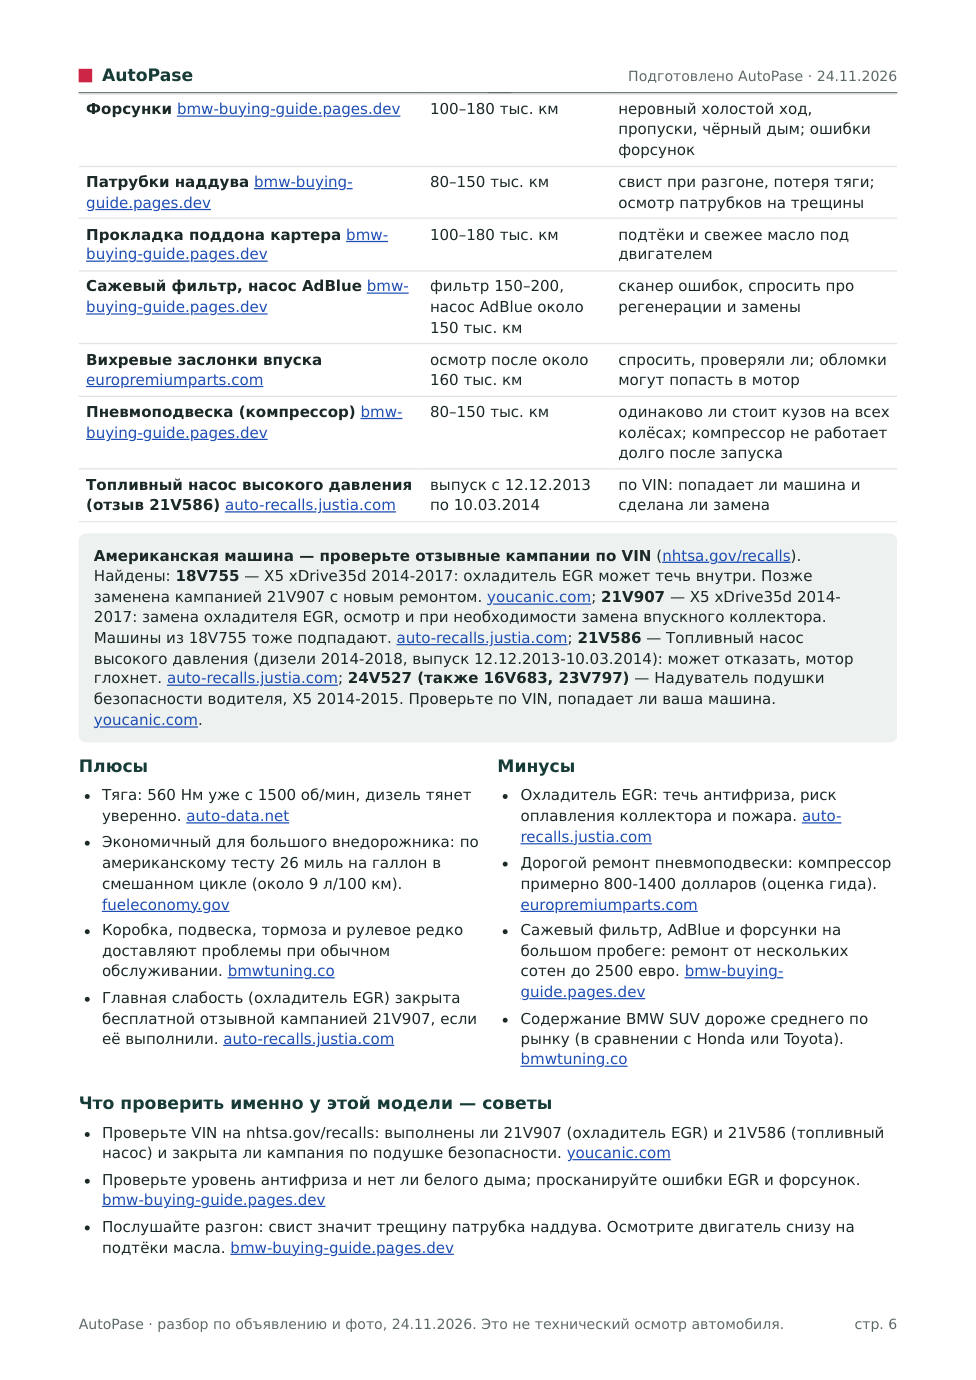 AutoPase
Подготовлено AutoPase · 24.11.2026
Форсунки bmw-buying-guide.pages.dev
100–180 тыс. км
неровный холостой ход,
пропуски, чёрный дым; ошибки
форсунок
Патрубки наддува bmw-buying-
guide.pages.dev
80–150 тыс. км
свист при разгоне, потеря тяги;
осмотр патрубков на трещины
Прокладка поддона картера bmw-
buying-guide.pages.dev
100–180 тыс. км
подтёки и свежее масло под
двигателем
Сажевый фильтр, насос AdBlue bmw-
buying-guide.pages.dev
фильтр 150–200,
насос AdBlue около
150 тыс. км
сканер ошибок, спросить про
регенерации и замены
Вихревые заслонки впуска
europremiumparts.com
осмотр после около
160 тыс. км
спросить, проверяли ли; обломки
могут попасть в мотор
Пневмоподвеска (компрессор) bmw-
buying-guide.pages.dev
80–150 тыс. км
одинаково ли стоит кузов на всех
колёсах; компрессор не работает
долго после запуска
Топливный насос высокого давления
(отзыв 21V586) auto-recalls.justia.com
выпуск с 12.12.2013
по 10.03.2014
по VIN: попадает ли машина и
сделана ли замена
Американская машина — проверьте отзывные кампании по VIN (nhtsa.gov/recalls).
Найдены: 18V755 — X5 xDrive35d 2014-2017: охладитель EGR может течь внутри. Позже
заменена кампанией 21V907 с новым ремонтом. youcanic.com; 21V907 — X5 xDrive35d 2014-
2017: замена охладителя EGR, осмотр и при необходимости замена впускного коллектора.
Машины из 18V755 тоже подпадают. auto-recalls.justia.com; 21V586 — Топливный насос
высокого давления (дизели 2014-2018, выпуск 12.12.2013-10.03.2014): может отказать, мотор
глохнет. auto-recalls.justia.com; 24V527 (также 16V683, 23V797) — Надуватель подушки
безопасности водителя, X5 2014-2015. Проверьте по VIN, попадает ли ваша машина.
youcanic.com.
Плюсы
• Тяга: 560 Нм уже с 1500 об/мин, дизель тянет
уверенно. auto-data.net
• Экономичный для большого внедорожника: по
американскому тесту 26 миль на галлон в
смешанном цикле (около 9 л/100 км).
fueleconomy.gov
• Коробка, подвеска, тормоза и рулевое редко
доставляют проблемы при обычном
обслуживании. bmwtuning.co
• Главная слабость (охладитель EGR) закрыта
бесплатной отзывной кампанией 21V907, если
её выполнили. auto-recalls.justia.com
Минусы
• Охладитель EGR: течь антифриза, риск
оплавления коллектора и пожара. auto-
recalls.justia.com
• Дорогой ремонт пневмоподвески: компрессор
примерно 800-1400 долларов (оценка гида).
europremiumparts.com
• Сажевый фильтр, AdBlue и форсунки на
большом пробеге: ремонт от нескольких
сотен до 2500 евро. bmw-buying-
guide.pages.dev
• Содержание BMW SUV дороже среднего по
рынку (в сравнении с Honda или Toyota).
bmwtuning.co
Что проверить именно у этой модели — советы
• Проверьте VIN на nhtsa.gov/recalls: выполнены ли 21V907 (охладитель EGR) и 21V586 (топливный
насос) и закрыта ли кампания по подушке безопасности. youcanic.com
• Проверьте уровень антифриза и нет ли белого дыма; просканируйте ошибки EGR и форсунок.
bmw-buying-guide.pages.dev
• Послушайте разгон: свист значит трещину патрубка наддува. Осмотрите двигатель снизу на
подтёки масла. bmw-buying-guide.pages.dev
AutoPase · разбор по объявлению и фото, 24.11.2026. Это не технический осмотр автомобиля.
стр. 6